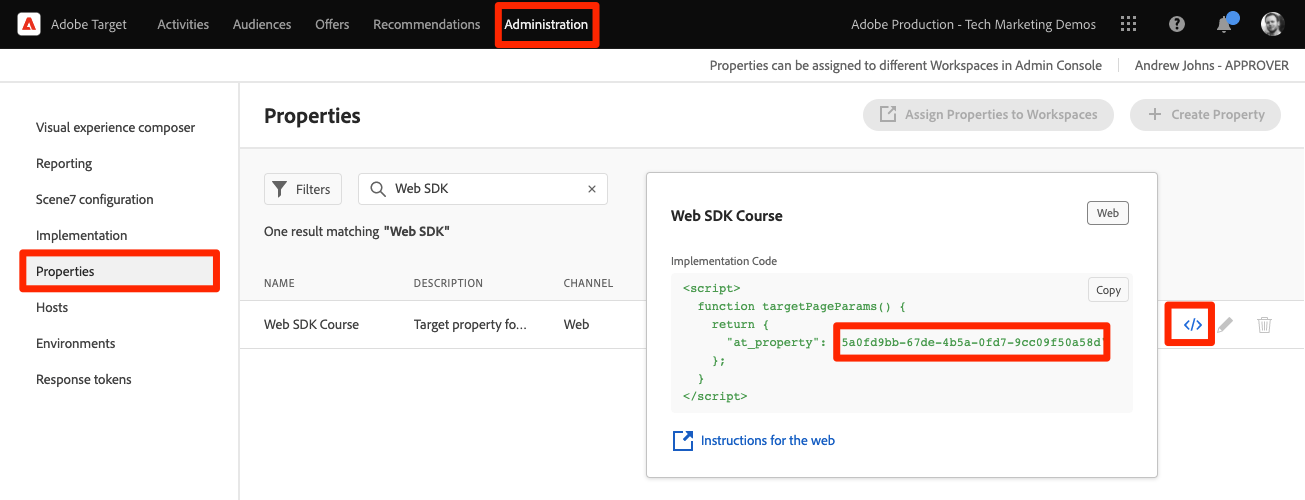 Adobe Target Activities Audiences Offers Recommendations Administration Adobe Production - Tech Marketing Demos
Properties can be assigned to different Workspaces in Admin Console Andrew Johns - APPROVER
Visual experience composer
Reporting
Scene7 configuration
Implementation
Properties
Hosts
Environments
Response tokens
Properties
Assign Properties to Workspaces
Create Property
Filters
Web SDK
One result matching "Web SDK"
NAME DESCRIPTION CHANNEL
Web SDK Course Target property fo... Web
Web SDK Course
Web
Implementation Code
Copy
<script>
function targetPageParams() {
return {
"at_property": "5a0fd9bb-67de-4b5a-0fd7-9cc09f50a58d"
};
}
</script>
Instructions for the web
</>